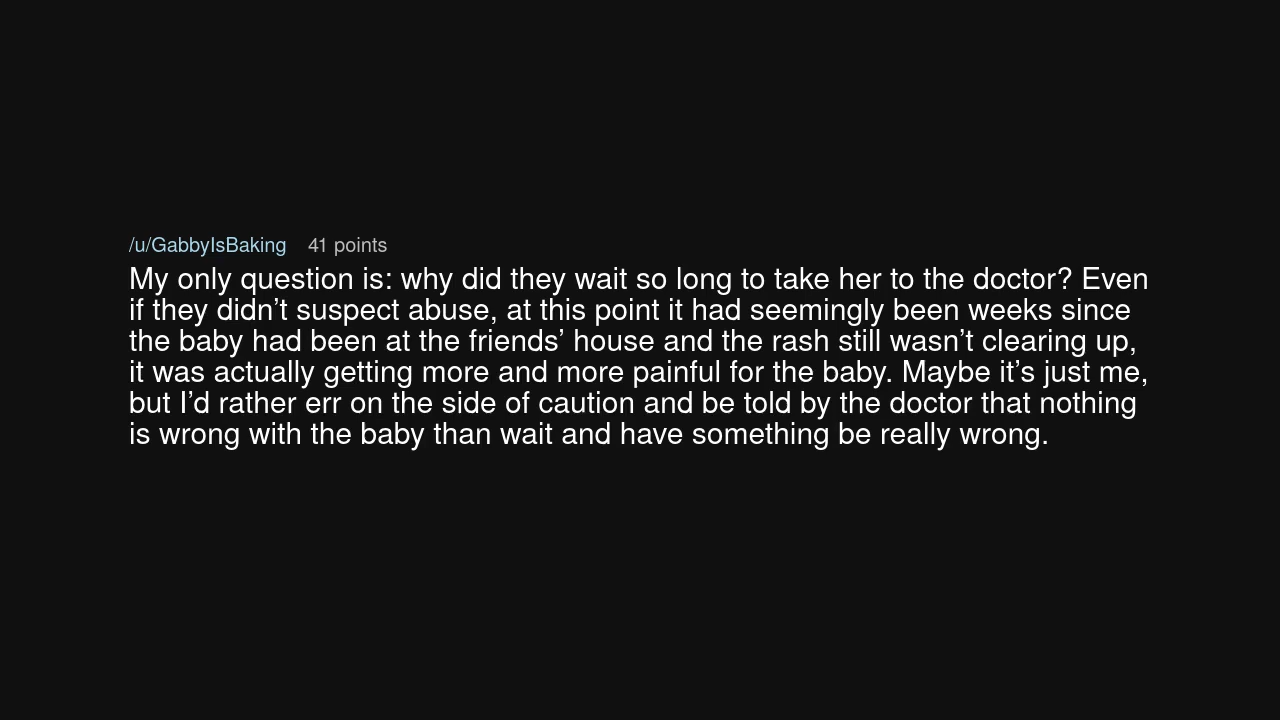 /u/GabbyIsBaking 41 points
My only question is: why did they wait so long to take her to the doctor? Even
if they didn’t suspect abuse, at this point it had seemingly been weeks since
the baby had been at the friends’ house and the rash still wasn’t clearing up,
it was actually getting more and more painful for the baby. Maybe it’s just me,
but I’d rather err on the side of caution and be told by the doctor that nothing
is wrong with the baby than wait and have something be really wrong.